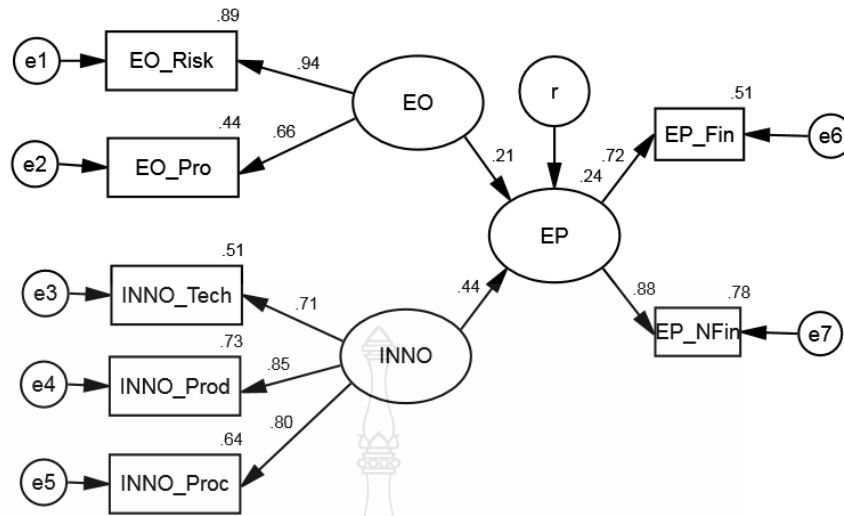 .89
e1
EO_Risk
.94
EO
r
.51
.44
.66
EP_Fin
e6
e2
EO_Pro
.21
.72
.24
EP
.51
e3
INNO_Tech
.71
.44
.88
.78
EP_NFin
e7
.73
INNO
e4
INNO_Prod
.85
.64
.80
e5
INNO_Proc